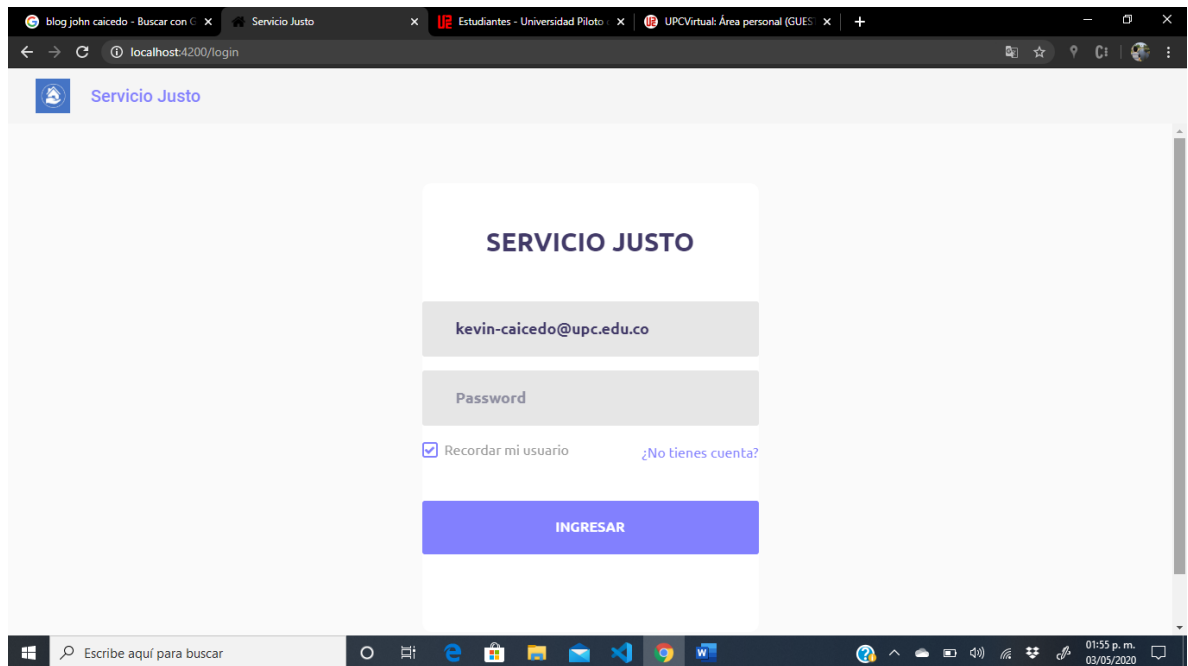 blog john caicedo - Buscar con G
Servicio Justo
Estudiantes - Universidad Piloto
UPCVirtual: Área personal (GUES
localhost:4200/login
Servicio Justo
SERVICIO JUSTO
kevin-caicedo@upc.edu.co
Password
Recordar mi usuario
¿No tienes cuenta?
INGRESAR
Escribe aquí para buscar
01:55 p. m.
03/05/2020